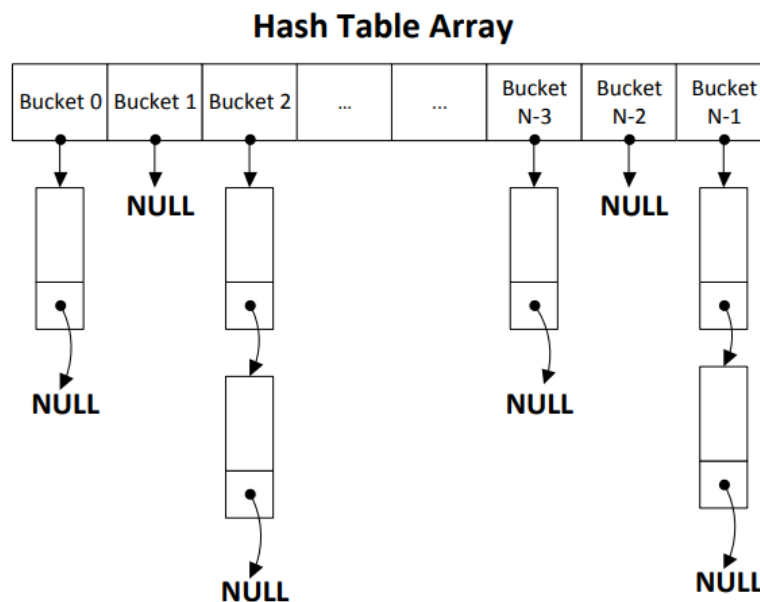 Hash Table Array
Bucket 0
Bucket 1
Bucket 2
...
...
Bucket
N-3
Bucket
N-2
Bucket
N-1
NULL
NULL
NULL
NULL
NULL
NULL